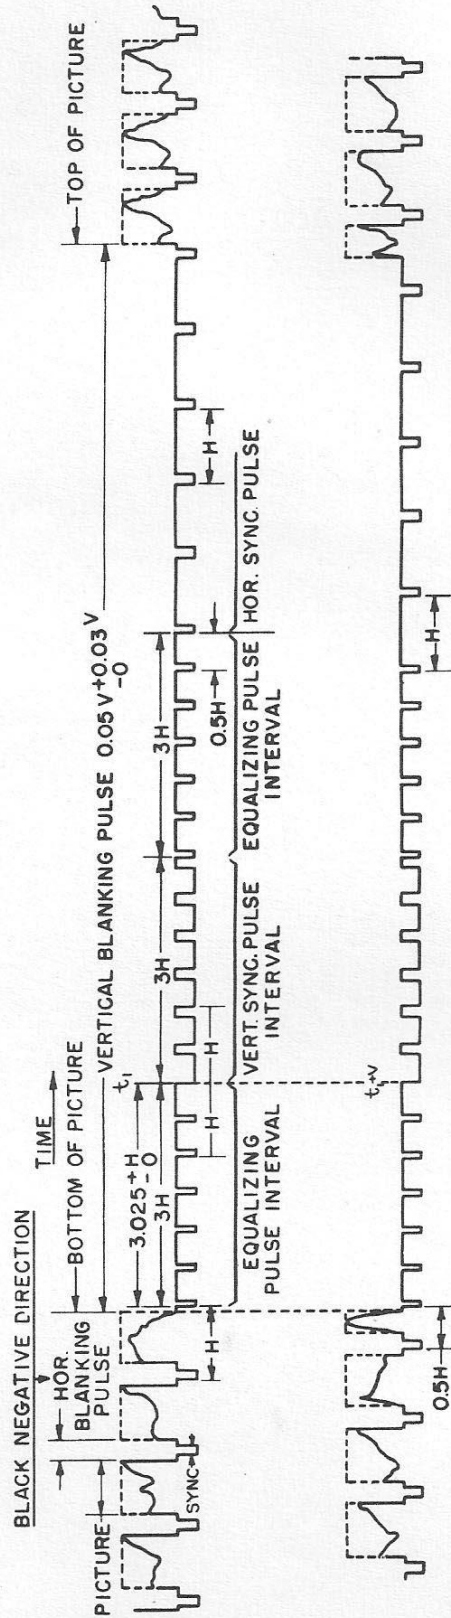 BLACK NEGATIVE DIRECTION
TIME
BOTTOM OF PICTURE
TOP OF PICTURE
VERTICAL BLANKING PULSE 0.05 V +0.03 V
-0
HOR.
BLANKING
PULSE
PICTURE
SYNC
H
3.025 +H
-0
3H
t₁
3H
3H
H
H
0.5H
H
EQUALIZING
PULSE INTERVAL
VERT. SYNC. PULSE
INTERVAL
EQUALIZING PULSE
INTERVAL
HOR. SYNC. PULSE
t₁+V
0.5H
H